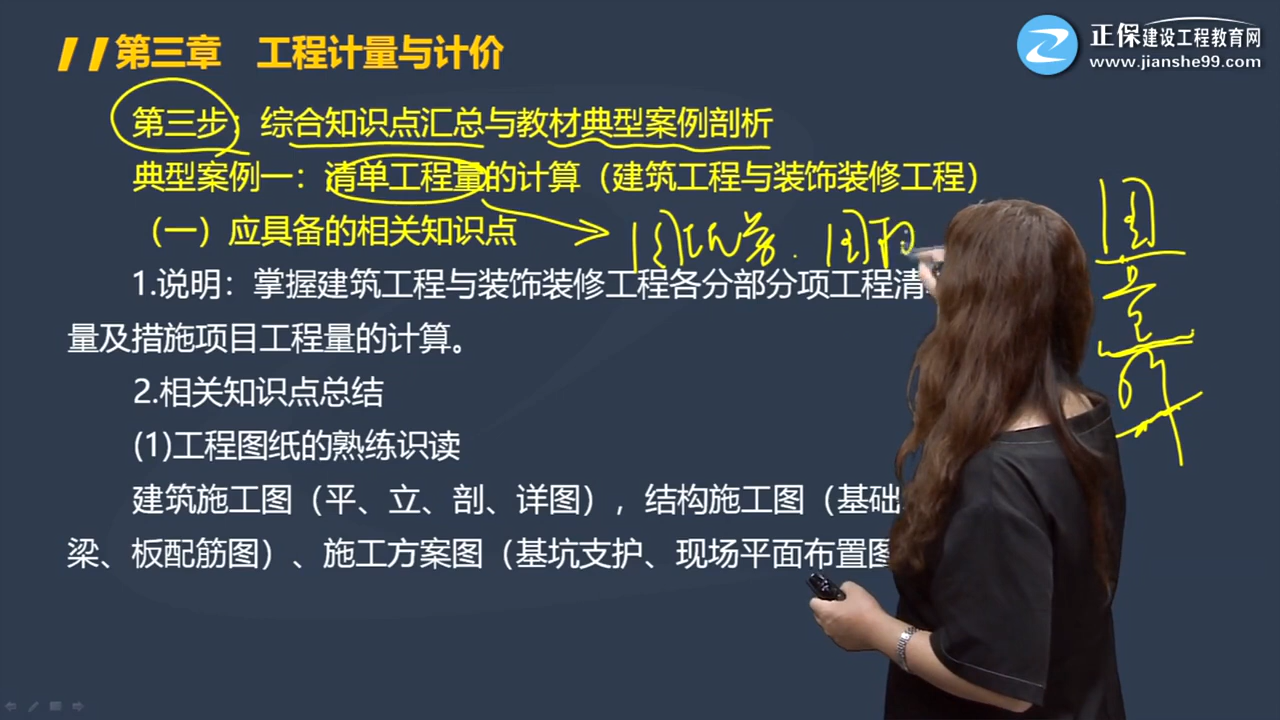 第三章 工程计量与计价
正保建设工程教育网
www.jianshe99.com
第三步：综合知识点汇总与教材典型案例剖析
典型案例一：清单工程量的计算（建筑工程与装饰装修工程）
（一）应具备的相关知识点
1.说明：掌握建筑工程与装饰装修工程各分部分项工程清
量及措施项目工程量的计算。
2.相关知识点总结
(1)工程图纸的熟练识读
建筑施工图（平、立、剖、详图），结构施工图（基础
梁、板配筋图）、施工方案图（基坑支护、现场平面布置图